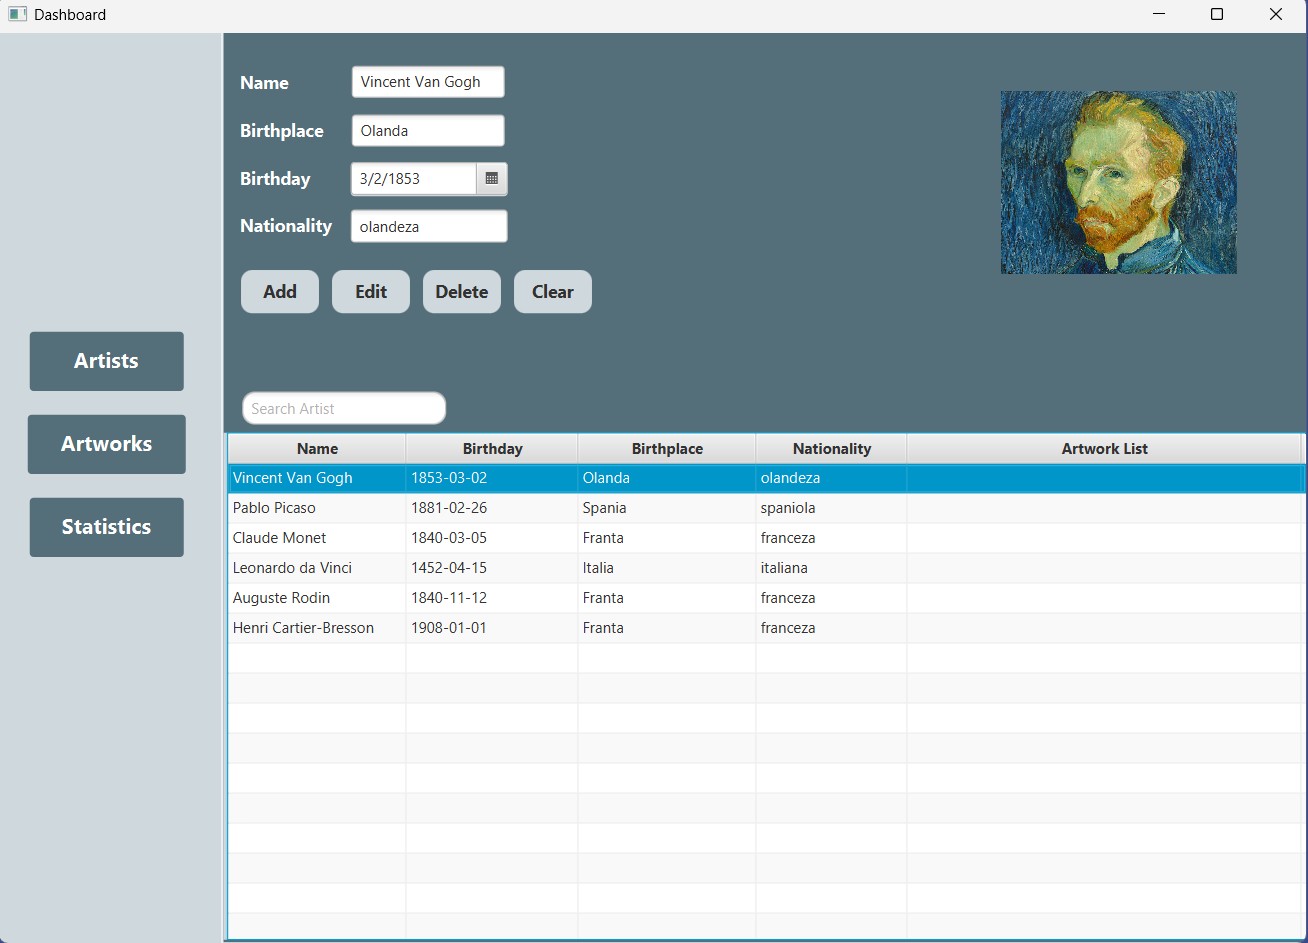 Dashboard
Name Vincent Van Gogh
Birthplace Olanda
Birthday 3/2/1853
Nationality olandeza
Add Edit Delete Clear
Artists
Artworks
Statistics
Search Artist
Name Birthday Birthplace Nationality Artwork List
Vincent Van Gogh 1853-03-02 Olanda olandeza
Pablo Picaso 1881-02-26 Spania spaniola
Claude Monet 1840-03-05 Franta franceza
Leonardo da Vinci 1452-04-15 Italia italiana
Auguste Rodin 1840-11-12 Franta franceza
Henri Cartier-Bresson 1908-01-01 Franta franceza